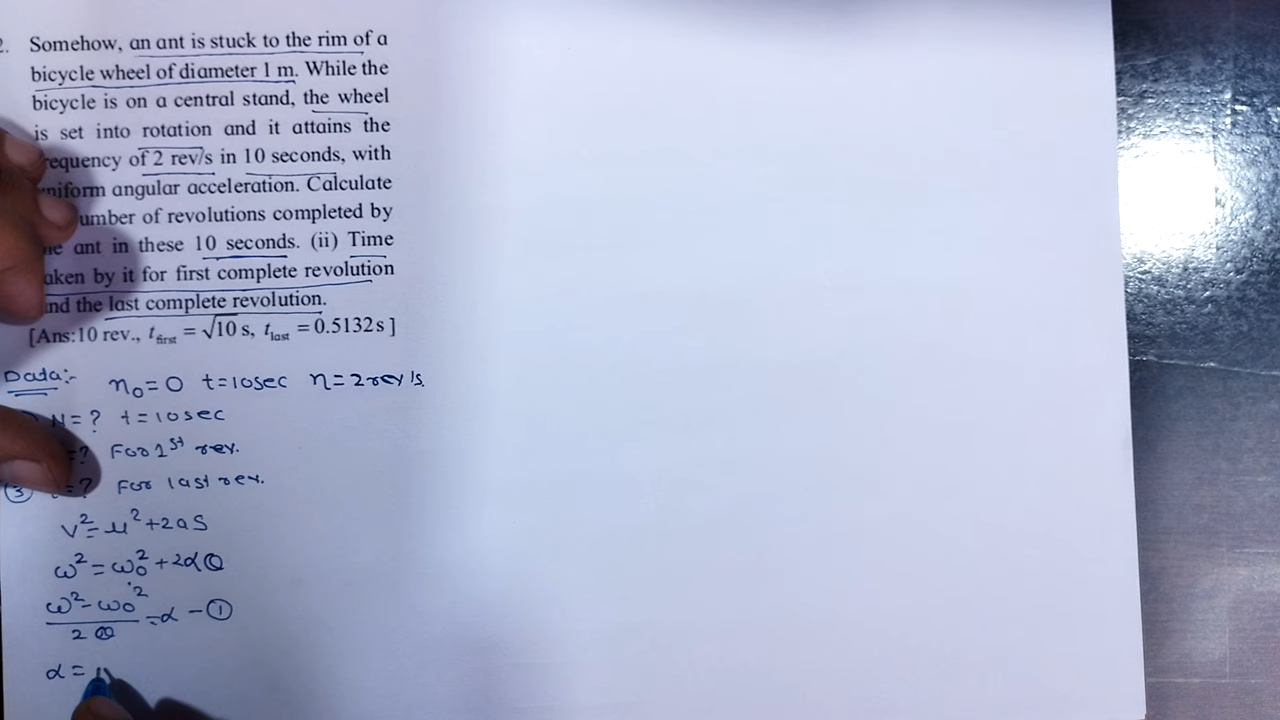 2. Somehow, an ant is stuck to the rim of a
bicycle wheel of diameter 1 m. While the
bicycle is on a central stand, the wheel
is set into rotation and it attains the
requency of 2 rev/s in 10 seconds, with
niform angular acceleration. Calculate
umber of revolutions completed by
ant in these 10 seconds. (ii) Time
aken by it for first complete revolution
nd the last complete revolution.
[Ans:10 rev., t_first = √10 s, t_last = 0.5132 s ]
Data:-
n₀ = 0 t = 10sec n = 2rev/s.
N = ? t = 10sec
=? For 1st rev.
③ =? For last rev.
v² = u² + 2as
ω² = ω₀² + 2αθ
ω² - ω₀² / 2θ = α - ①
α =